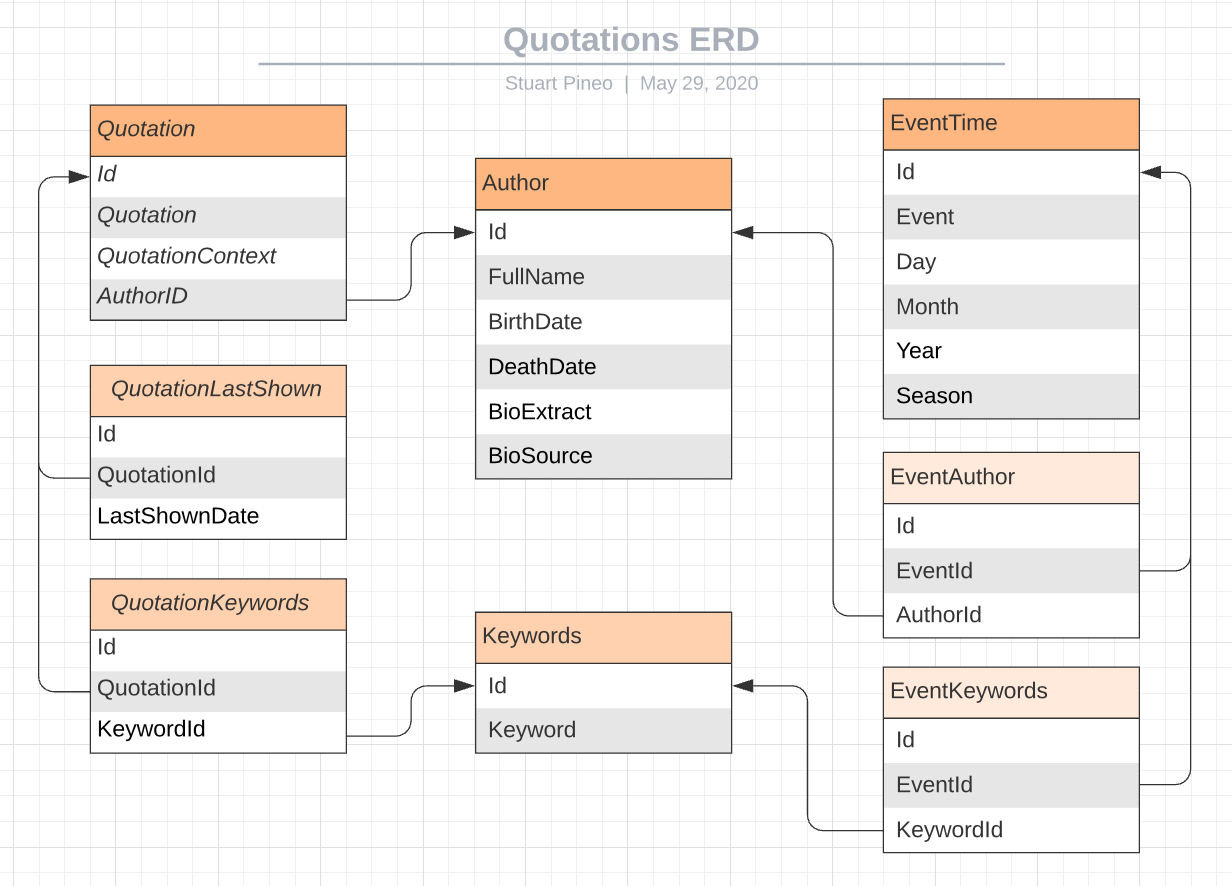 Quotations ERD
Stuart Pineo | May 29, 2020
Quotation
Id
Quotation
QuotationContext
AuthorID
QuotationLastShown
Id
QuotationId
LastShownDate
QuotationKeywords
Id
QuotationId
KeywordId
Author
Id
FullName
BirthDate
DeathDate
BioExtract
BioSource
Keywords
Id
Keyword
EventTime
Id
Event
Day
Month
Year
Season
EventAuthor
Id
EventId
AuthorId
EventKeywords
Id
EventId
KeywordId